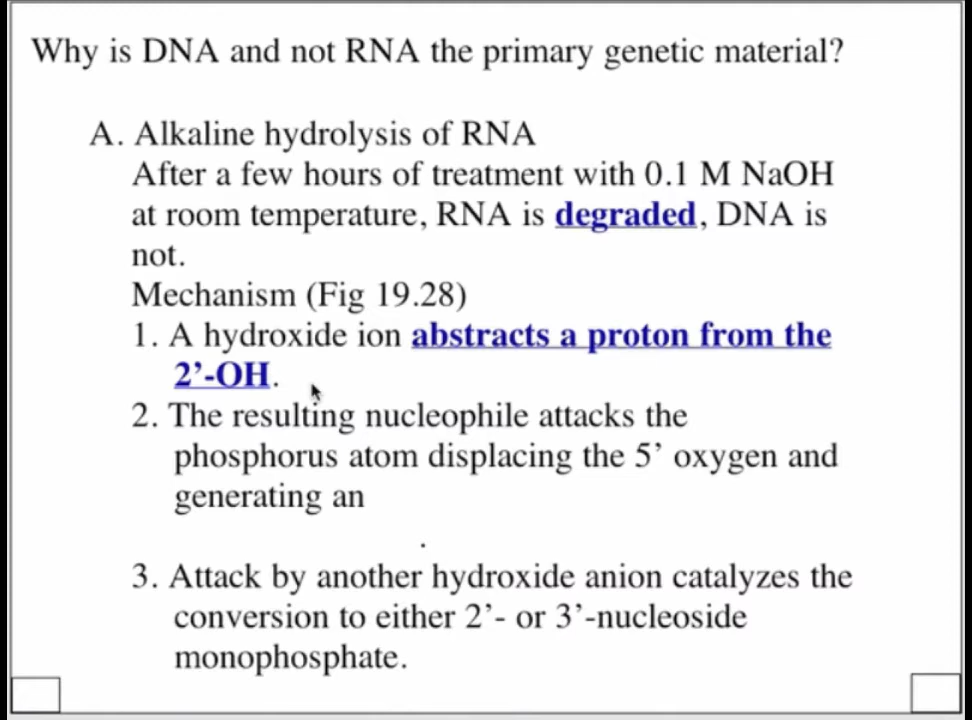 Why is DNA and not RNA the primary genetic material?
A. Alkaline hydrolysis of RNA
After a few hours of treatment with 0.1 M NaOH
at room temperature, RNA is degraded, DNA is
not.
Mechanism (Fig 19.28)
1. A hydroxide ion abstracts a proton from the
2’-OH.
2. The resulting nucleophile attacks the
phosphorus atom displacing the 5’ oxygen and
generating an
.
3. Attack by another hydroxide anion catalyzes the
conversion to either 2’- or 3’-nucleoside
monophosphate.